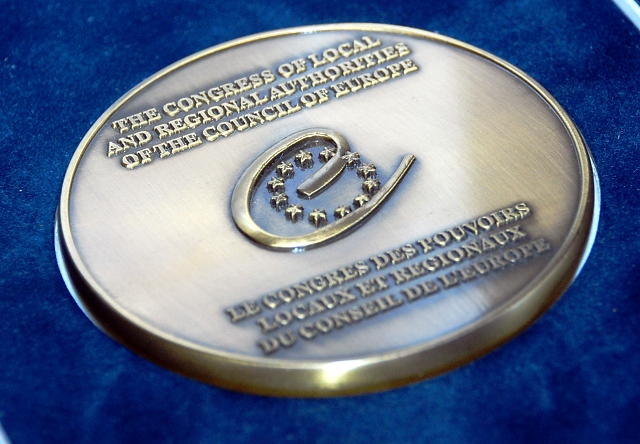 THE CONGRESS OF LOCAL
AND REGIONAL AUTHORITIES
OF THE COUNCIL OF EUROPE
LE CONGRES DES POUVOIRS
LOCAUX ET REGIONAUX
DU CONSEIL DE L'EUROPE